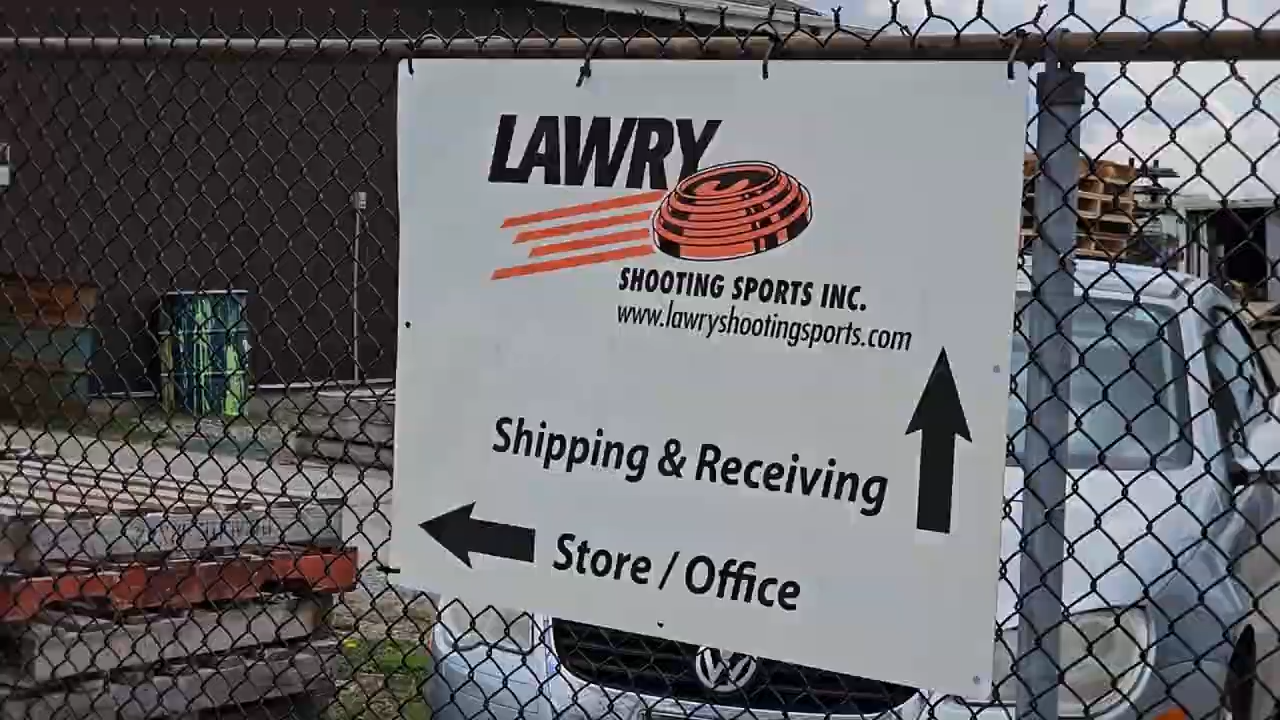 LAWRY
SHOOTING SPORTS INC.
www.lawryshootingsports.com
Shipping & Receiving
Store / Office